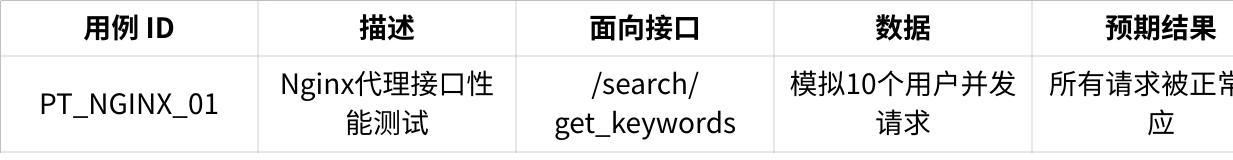 用例 ID 描述 面向接口 数据 预期结果
PT_NGINX_01
Nginx代理接口性
能测试
/search/
get_keywords
模拟10个用户并发
请求
所有请求被正常
应